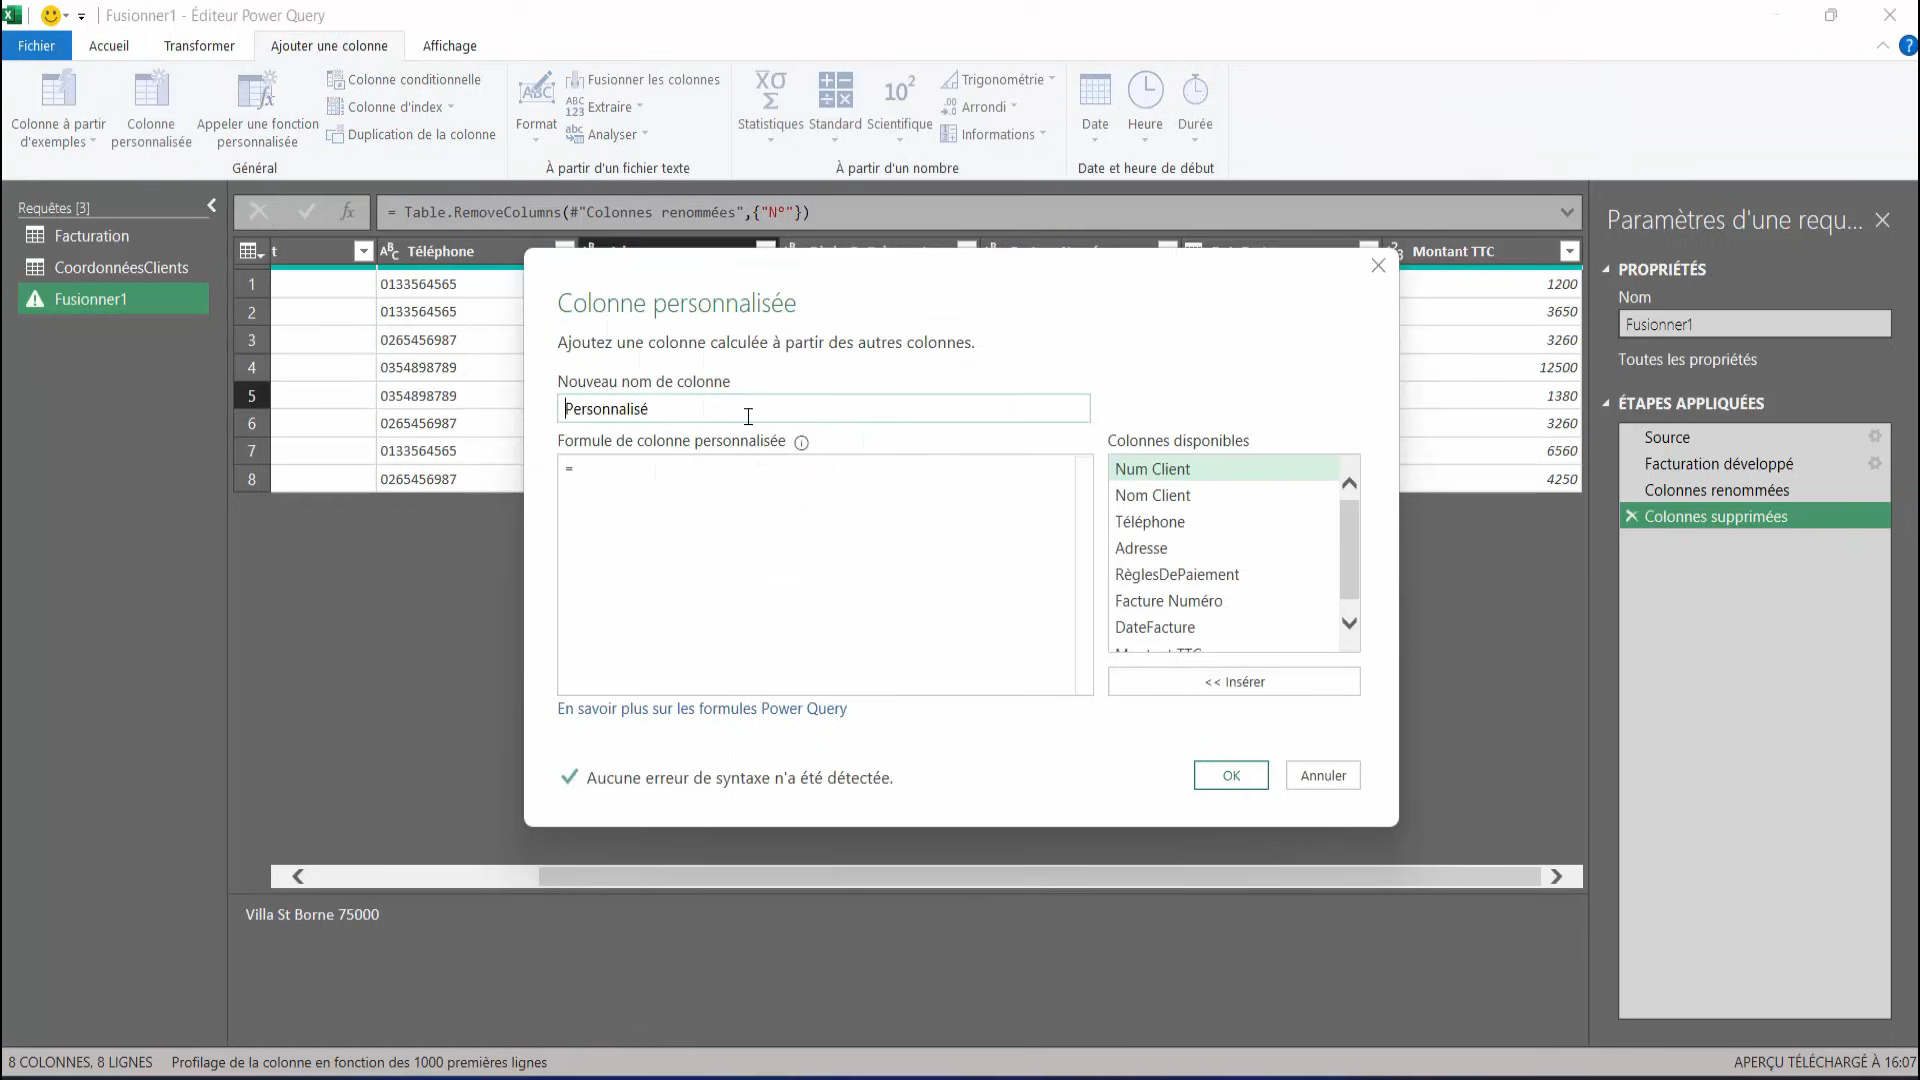 Fusionner1 - Éditeur Power Query
Fichier
Accueil
Transformer
Ajouter une colonne
Affichage
Colonne à partir d'exemples
Colonne personnalisée
Appeler une fonction personnalisée
Colonne conditionnelle
Colonne d'index
Duplication de la colonne
Général
Format
Fusionner les colonnes
Extraire
Analyser
À partir d'un fichier texte
Statistiques
Standard
Scientifique
Trigonométrie
Arrondi
Informations
À partir d'un nombre
Date
Heure
Durée
Date et heure de début
Requêtes [3]
Facturation
CoordonnéesClients
Fusionner1
= Table.RemoveColumns(#"Colonnes renommées",{"N°"})
t
Téléphone
Montant TTC
1 0133564565 1200
2 0133564565 3650
3 0265456987 3260
4 0354898789 12500
5 0354898789 1380
6 0265456987 3260
7 0133564565 6560
8 0265456987 4250
Colonne personnalisée
Ajoutez une colonne calculée à partir des autres colonnes.
Nouveau nom de colonne
Personnalisé
Formule de colonne personnalisée
=
Colonnes disponibles
Num Client
Nom Client
Téléphone
Adresse
RèglesDePaiement
Facture Numéro
DateFacture
Montant TTC
<< Insérer
En savoir plus sur les formules Power Query
Aucune erreur de syntaxe n'a été détectée.
OK
Annuler
Paramètres d'une requ...
PROPRIÉTÉS
Nom
Fusionner1
Toutes les propriétés
ÉTAPES APPLIQUÉES
Source
Facturation développé
Colonnes renommées
Colonnes supprimées
Villa St Borne 75000
8 COLONNES, 8 LIGNES
Profilage de la colonne en fonction des 1000 premières lignes
APERÇU TÉLÉCHARGÉ À 16:07